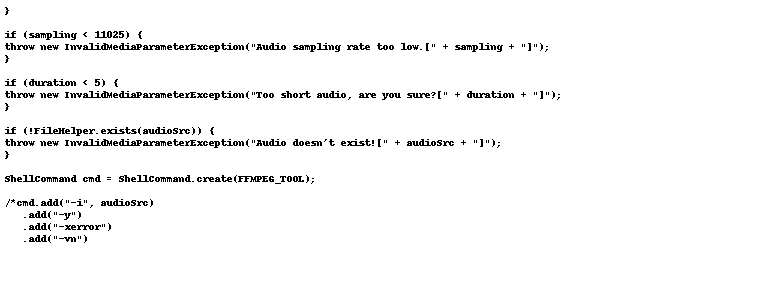 }
if (sampling < 11025) {
throw new InvalidMediaParameterException("Audio sampling rate too low.[" + sampling + "]");
}
if (duration < 5) {
throw new InvalidMediaParameterException("Too short audio, are you sure?[" + duration + "]");
}
if (!FileHelper.exists(audioSrc)) {
throw new InvalidMediaParameterException("Audio doesn't exist![" + audioSrc + "]");
}
ShellCommand cmd = ShellCommand.create(FFMPEG_TOOL);
/*cmd.add("-i", audioSrc)
.add("-y")
.add("-xerror")
.add("-vn")